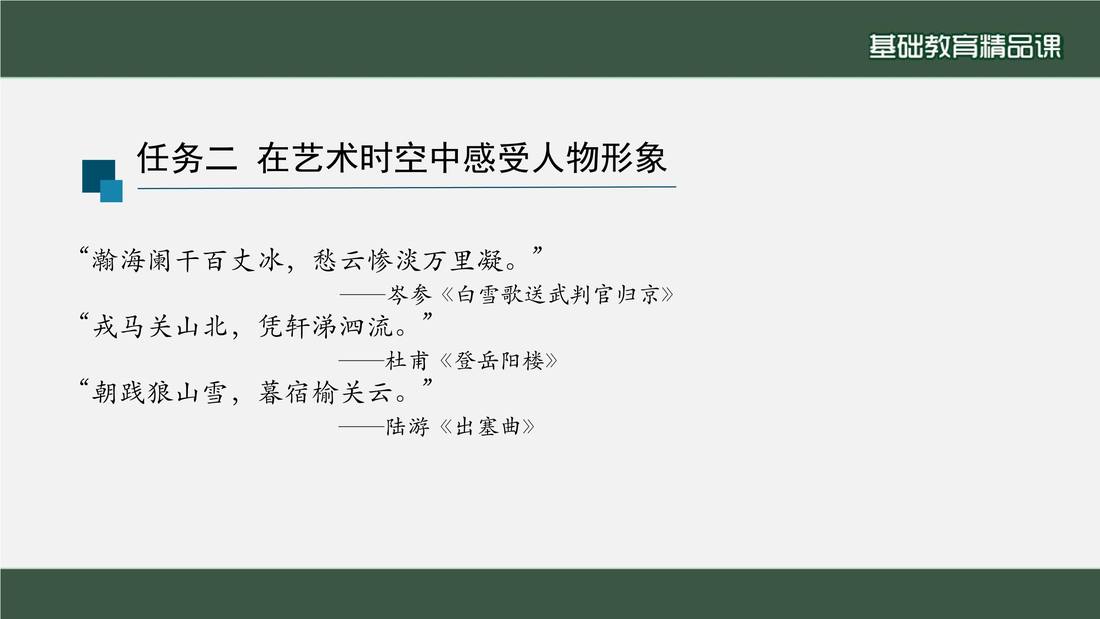 基础教育精品课
任务二 在艺术时空中感受人物形象
“瀚海阑干百丈冰，愁云惨淡万里凝。”
——岑参《白雪歌送武判官归京》
“戎马关山北，凭轩涕泗流。”
——杜甫《登岳阳楼》
“朝践狼山雪，暮宿榆关云。”
——陆游《出塞曲》